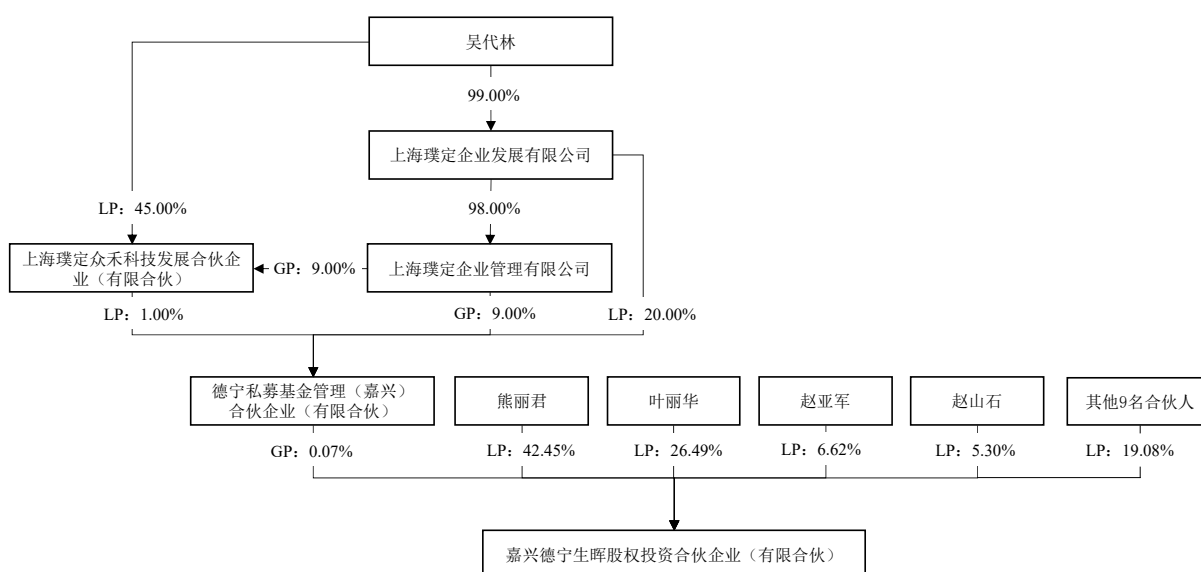 吴代林
99.00%
上海璞定企业发展有限公司
LP：45.00%
98.00%
上海璞定众禾科技发展合伙企
业（有限合伙）
GP：9.00%
上海璞定企业管理有限公司
LP：1.00%
GP：9.00%
LP：20.00%
德宁私募基金管理（嘉兴）
合伙企业（有限合伙）
熊丽君
叶丽华
赵亚军
赵山石
其他9名合伙人
GP：0.07%
LP：42.45%
LP：26.49%
LP：6.62%
LP：5.30%
LP：19.08%
嘉兴德宁生晖股权投资合伙企业（有限合伙）